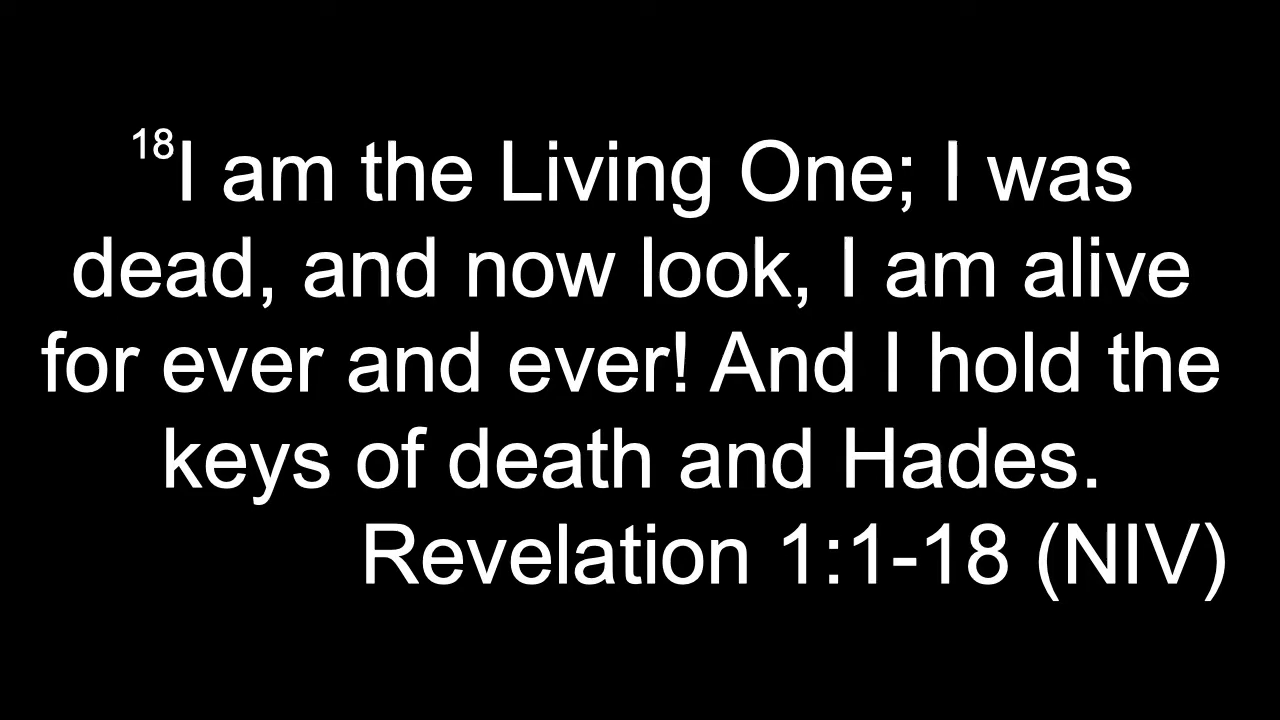 18I am the Living One; I was
dead, and now look, I am alive
for ever and ever! And I hold the
keys of death and Hades.
Revelation 1:1-18 (NIV)